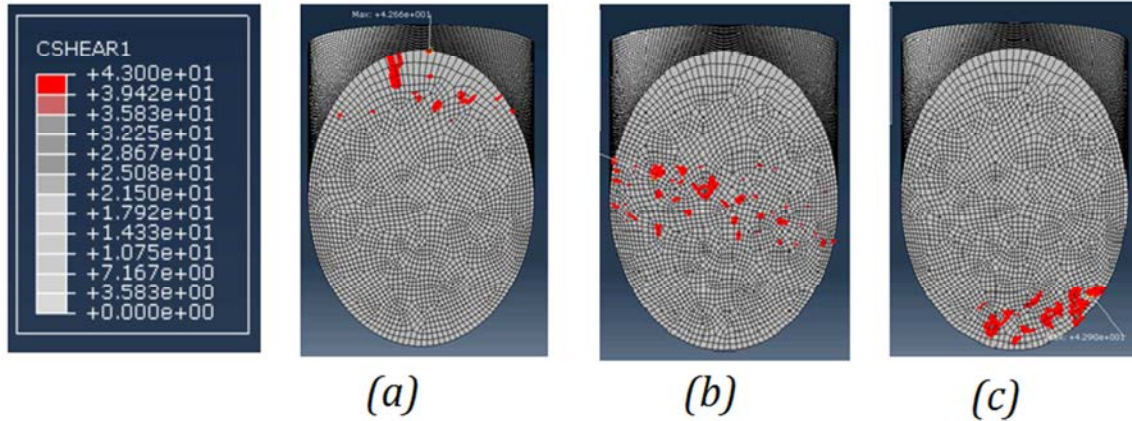 CSHEAR1
+4.300e+01
+3.942e+01
+3.583e+01
+3.225e+01
+2.867e+01
+2.508e+01
+2.150e+01
+1.792e+01
+1.433e+01
+1.075e+01
+7.167e+00
+3.583e+00
+0.000e+00
Max: +4.266e+001
Max: +4.290e+001
(a)
(b)
(c)